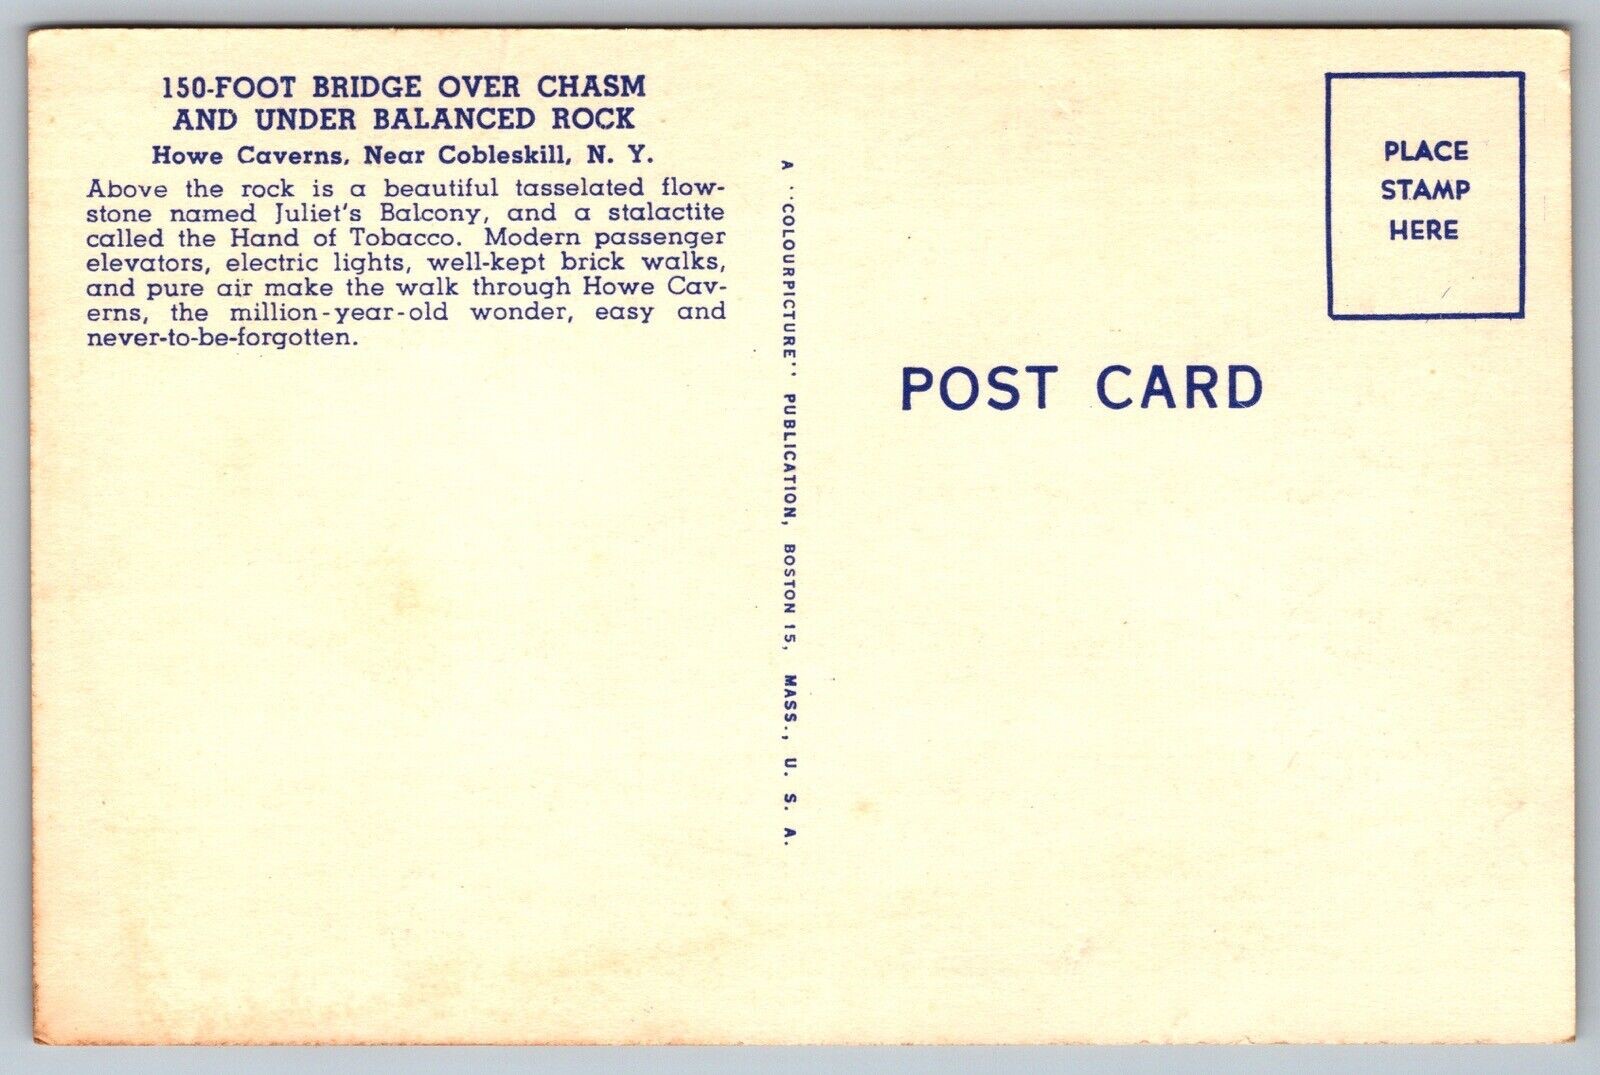 150-FOOT BRIDGE OVER CHASM
AND UNDER BALANCED ROCK
Howe Caverns, Near Cobleskill, N. Y.
Above the rock is a beautiful tasselated flow-
stone named Juliet's Balcony, and a stalactite
called the Hand of Tobacco. Modern passenger
elevators, electric lights, well-kept brick walks,
and pure air make the walk through Howe Cav-
erns, the million-year-old wonder, easy and
never-to-be-forgotten.
A "COLOURPICTURE" PUBLICATION, BOSTON 15, MASS., U. S. A.
PLACE
STAMP
HERE
POST CARD